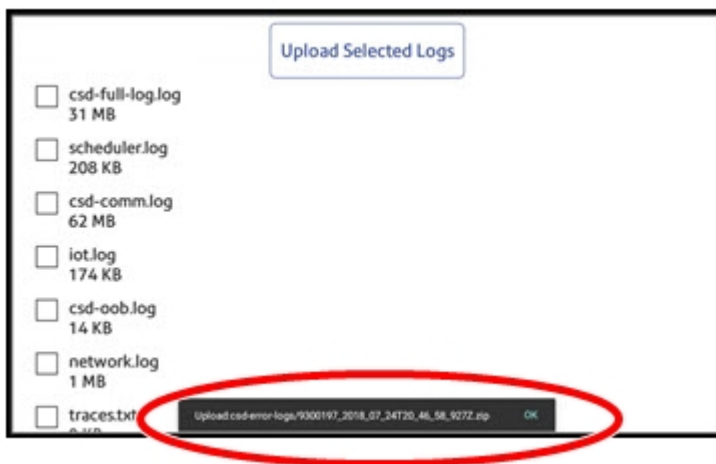 Upload Selected Logs
csd-full-log.log
31 MB
scheduler.log
208 KB
csd-comm.log
62 MB
iot.log
174 KB
csd-oob.log
14 KB
network.log
1 MB
traces.txt
Upload:csd-error-logs/9300197_2018_07_24T20_46_58_927Z.zip OK